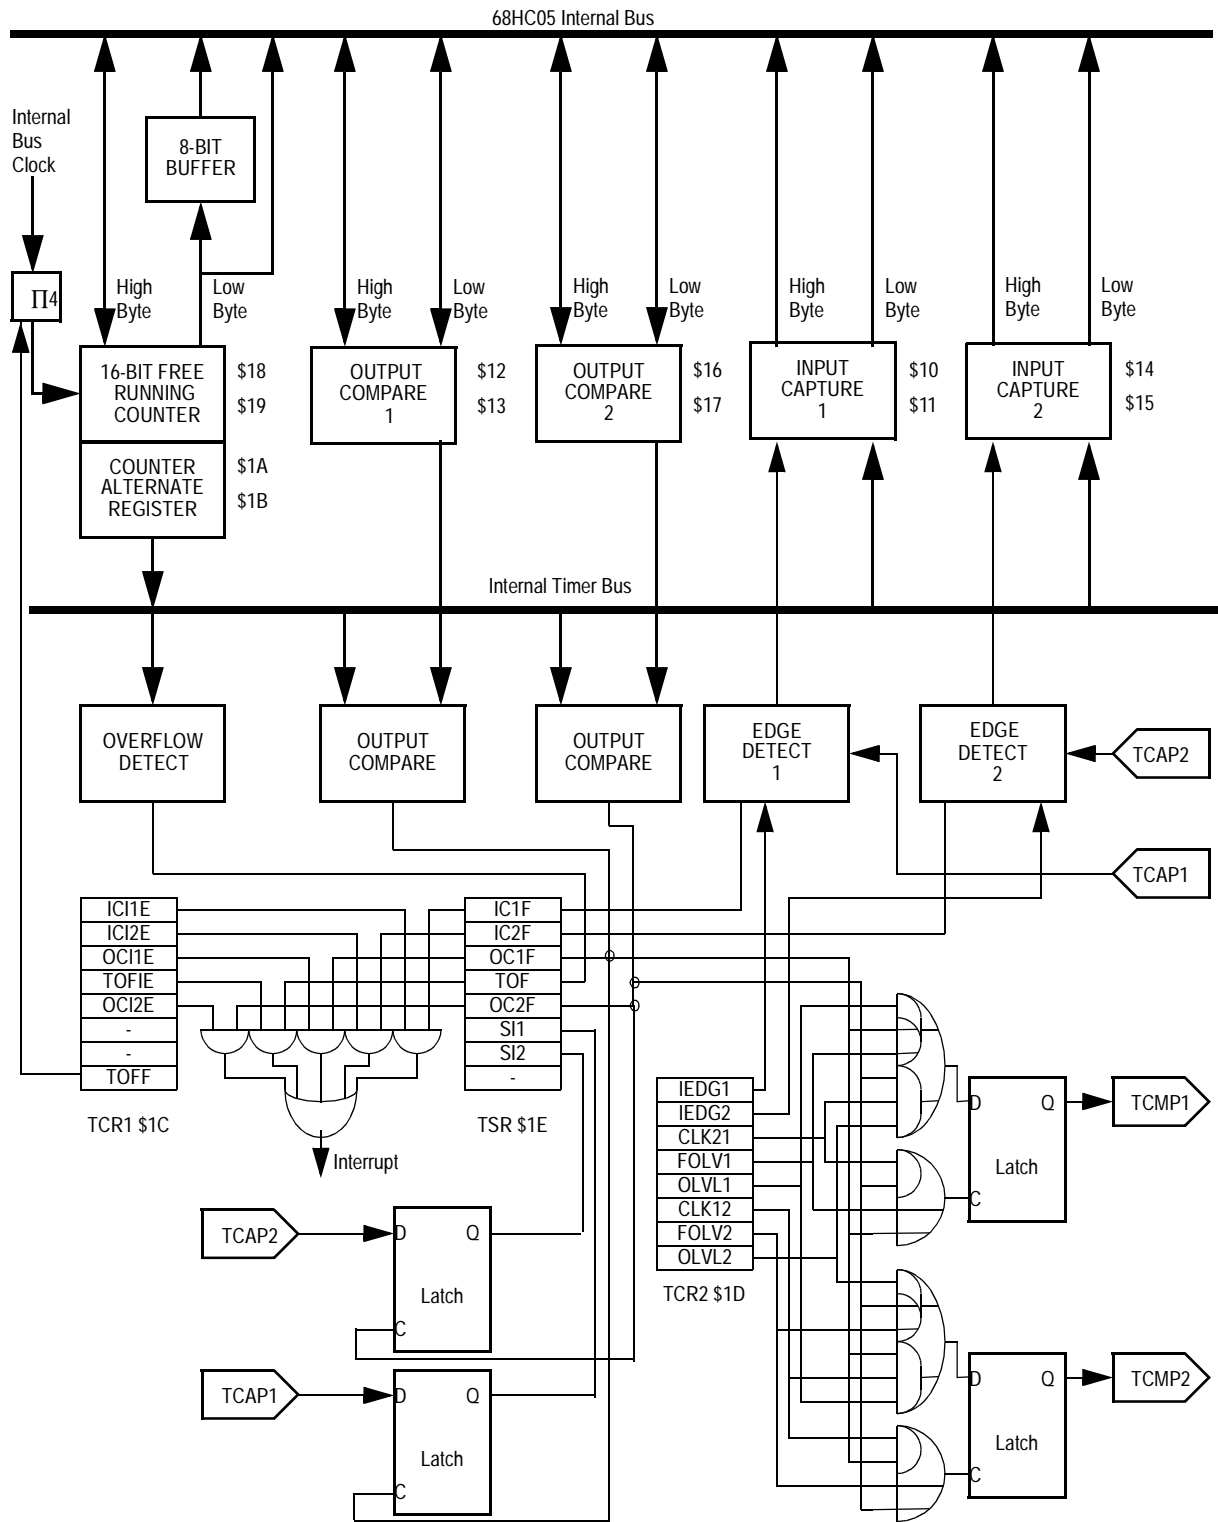 68HC05 Internal Bus
Internal
Bus
Clock
8-BIT
BUFFER
Π4
High
Byte
Low
Byte
High
Byte
Low
Byte
High
Byte
Low
Byte
High
Byte
Low
Byte
High
Byte
Low
Byte
16-BIT FREE
RUNNING
COUNTER
$18
$19
OUTPUT
COMPARE
1
$12
$13
OUTPUT
COMPARE
2
$16
$17
INPUT
CAPTURE
1
$10
$11
INPUT
CAPTURE
2
$14
$15
COUNTER
ALTERNATE
REGISTER
$1A
$1B
Internal Timer Bus
OVERFLOW
DETECT
OUTPUT
COMPARE
OUTPUT
COMPARE
EDGE
DETECT
1
EDGE
DETECT
2
TCAP2
TCAP1
ICI1E
ICI2E
OCI1E
TOFIE
OCI2E
-
-
TOFF
TCR1 $1C
IC1F
IC2F
OC1F
TOF
OC2F
SI1
SI2
-
TSR $1E
Interrupt
IEDG1
IEDG2
CLK21
FOLV1
OLVL1
CLK12
FOLV2
OLVL2
TCR2 $1D
D
Q
Latch
C
TCMP1
TCAP2
D
Q
Latch
C
TCAP1
D
Q
Latch
C
D
Q
Latch
C
TCMP2